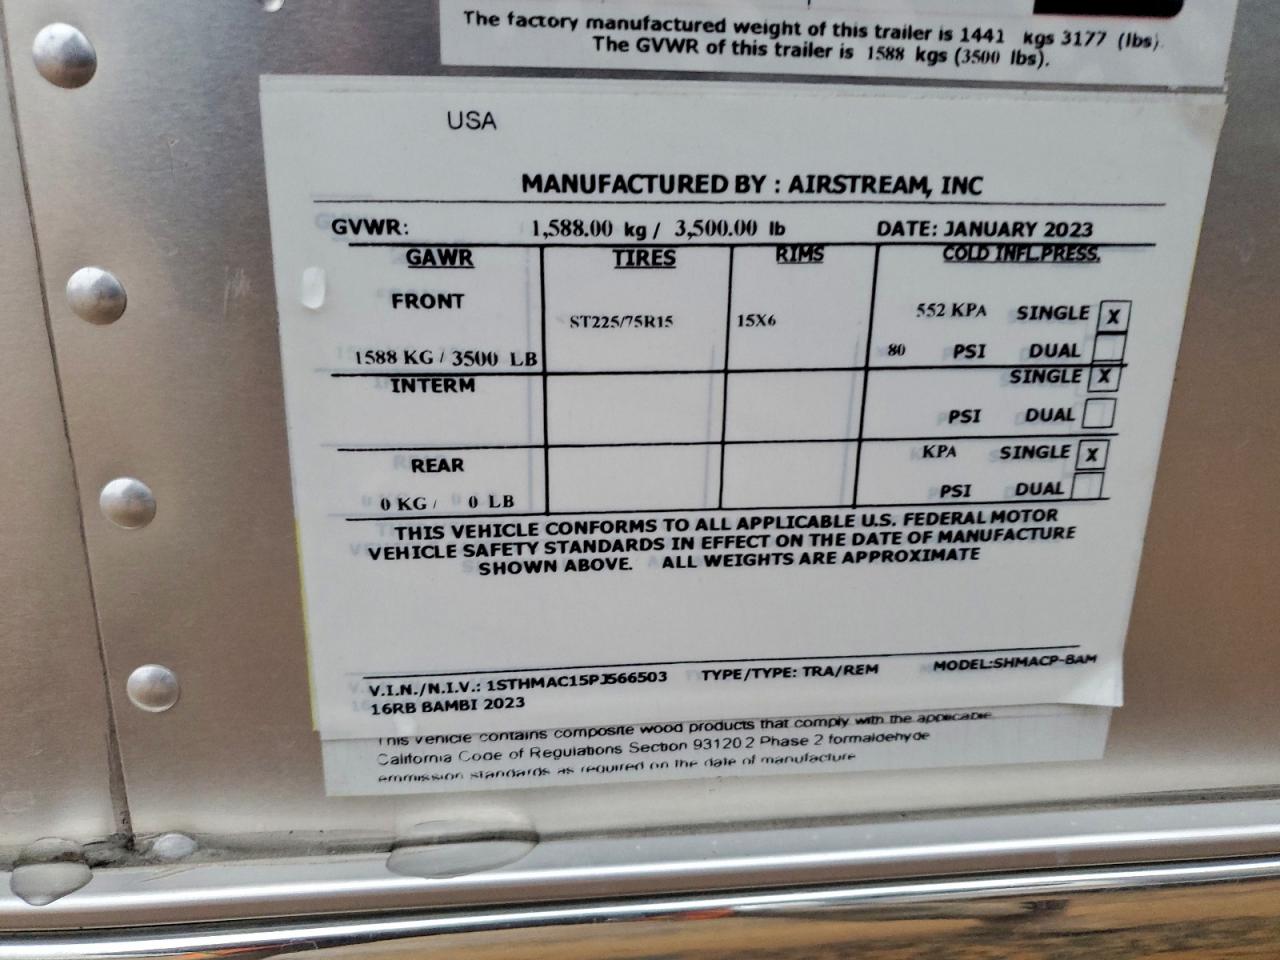 The factory manufactured weight of this trailer is 1441 kgs 3177 (lbs).
The GVWR of this trailer is 1588 kgs (3500 lbs).
USA
MANUFACTURED BY : AIRSTREAM, INC
GVWR: 1,588.00 kg / 3,500.00 lb DATE: JANUARY 2023
GAWR TIRES RIMS COLD INFL.PRESS.
FRONT ST225/75R15 15X6 552 KPA SINGLE X
1588 KG / 3500 LB 80 PSI DUAL
INTERM SINGLE X
PSI DUAL
REAR KPA SINGLE X
0 KG / 0 LB PSI DUAL
THIS VEHICLE CONFORMS TO ALL APPLICABLE U.S. FEDERAL MOTOR
VEHICLE SAFETY STANDARDS IN EFFECT ON THE DATE OF MANUFACTURE
SHOWN ABOVE. ALL WEIGHTS ARE APPROXIMATE
V.I.N./N.I.V.: 1STHMAC15PJ566503 TYPE/TYPE: TRA/REM MODEL:SHMACP-BAM
16RB BAMBI 2023
This vehicle contains composite wood products that comply with the applicable
California Code of Regulations Section 93120 2 Phase 2 formaldehyde
emmission standards as required on the date of manufacture